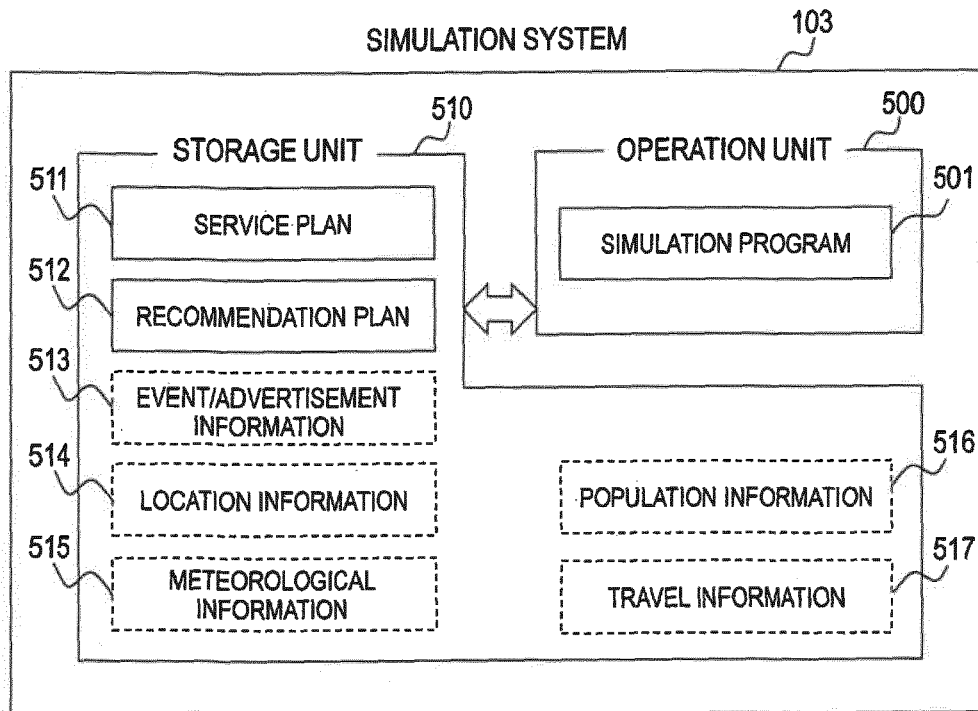 SIMULATION SYSTEM
103
STORAGE UNIT
510
OPERATION UNIT
500
511
SERVICE PLAN
501
SIMULATION PROGRAM
512
RECOMMENDATION PLAN
513
EVENT/ADVERTISEMENT
INFORMATION
514
LOCATION INFORMATION
516
POPULATION INFORMATION
515
METEOROLOGICAL
INFORMATION
517
TRAVEL INFORMATION